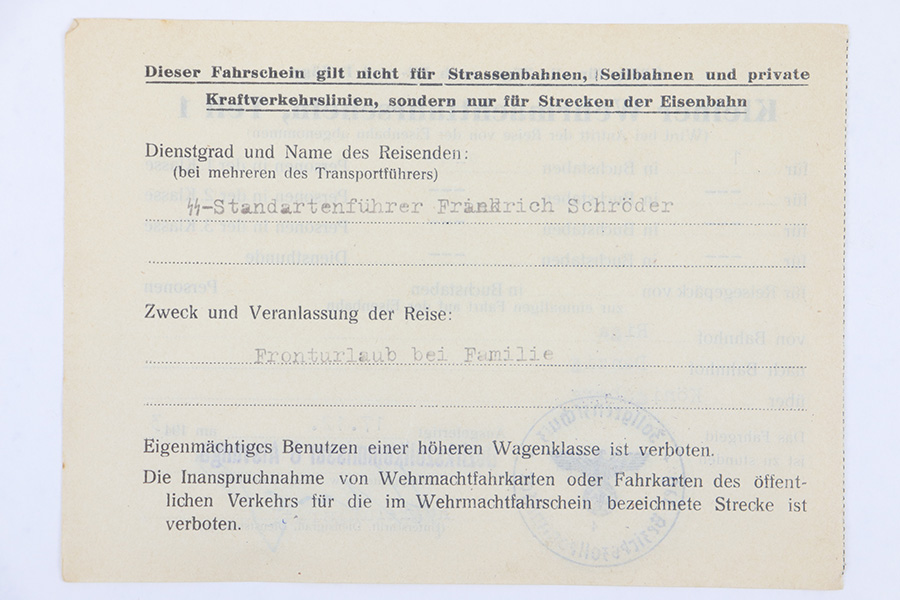 Dieser Fahrschein gilt nicht für Strassenbahnen, Seilbahnen und private
Kraftverkehrslinien, sondern nur für Strecken der Eisenbahn
Dienstgrad und Name des Reisenden:
(bei mehreren des Transportführers)
ᛋᛋ-Standartenführer Schröder
Zweck und Veranlassung der Reise:
Fronturlaub bei Familie
Eigenmächtiges Benutzen einer höheren Wagenklasse ist verboten.
Die Inanspruchnahme von Wehrmachtfahrkarten oder Fahrkarten des öffent-
lichen Verkehrs für die im Wehrmachtfahrschein bezeichnete Strecke ist
verboten.